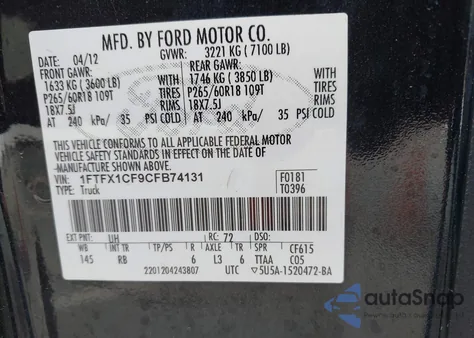 MFD. BY FORD MOTOR CO.
04/12 GVWR: 3221 KG ( 7100 LB)
FRONT GAWR: REAR GAWR:
1633 KG ( 3600 LB) 1746 KG ( 3850 LB)
P265/60R18 109T TIRES P265/60R18 109T
18X7.5J RIMS 18X7.5J
AT 240 kPa/ 35 PSI COLD AT 240 kPa/ 35 PSI COLD
THIS VEHICLE CONFORMS TO ALL APPLICABLE FEDERAL MOTOR
VEHICLE SAFETY STANDARDS IN EFFECT ON THE DATE OF
MANUFACTURE SHOWN ABOVE.
VIN: 1FTFX1CF9CFB74131 F0181
TYPE: Truck T0396
EXT PNT: UH RC: 72 DSO:
WB INT TR TP/PS R AXLE TR SPR CF615
145 RB 6 L3 6 TTAA C05
2201204243807 UTC 5U5A-1520472-BA
autoSnap